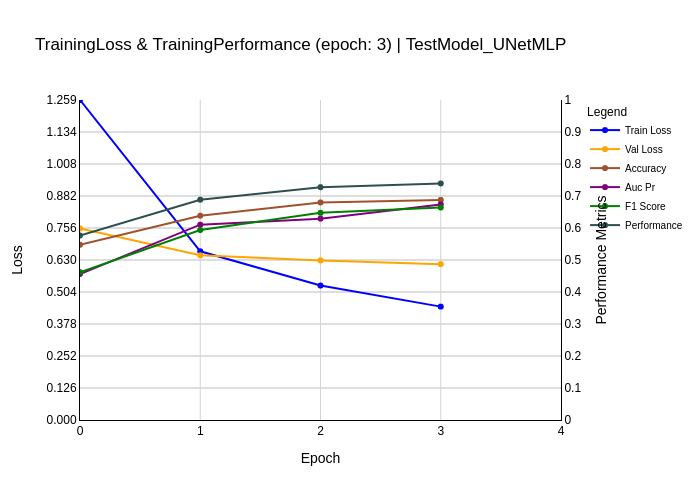 TrainingLoss & TrainingPerformance (epoch: 3) | TestModel_UNetMLP
1.259
1.134
1.008
0.882
0.756
0.630
0.504
0.378
0.252
0.126
0.000
Loss
0
1
2
3
4
Epoch
1
0.9
0.8
0.7
0.6
0.5
0.4
0.3
0.2
0.1
0
Performance Metrics
Legend
Train Loss
Val Loss
Accuracy
Auc Pr
F1 Score
Performance